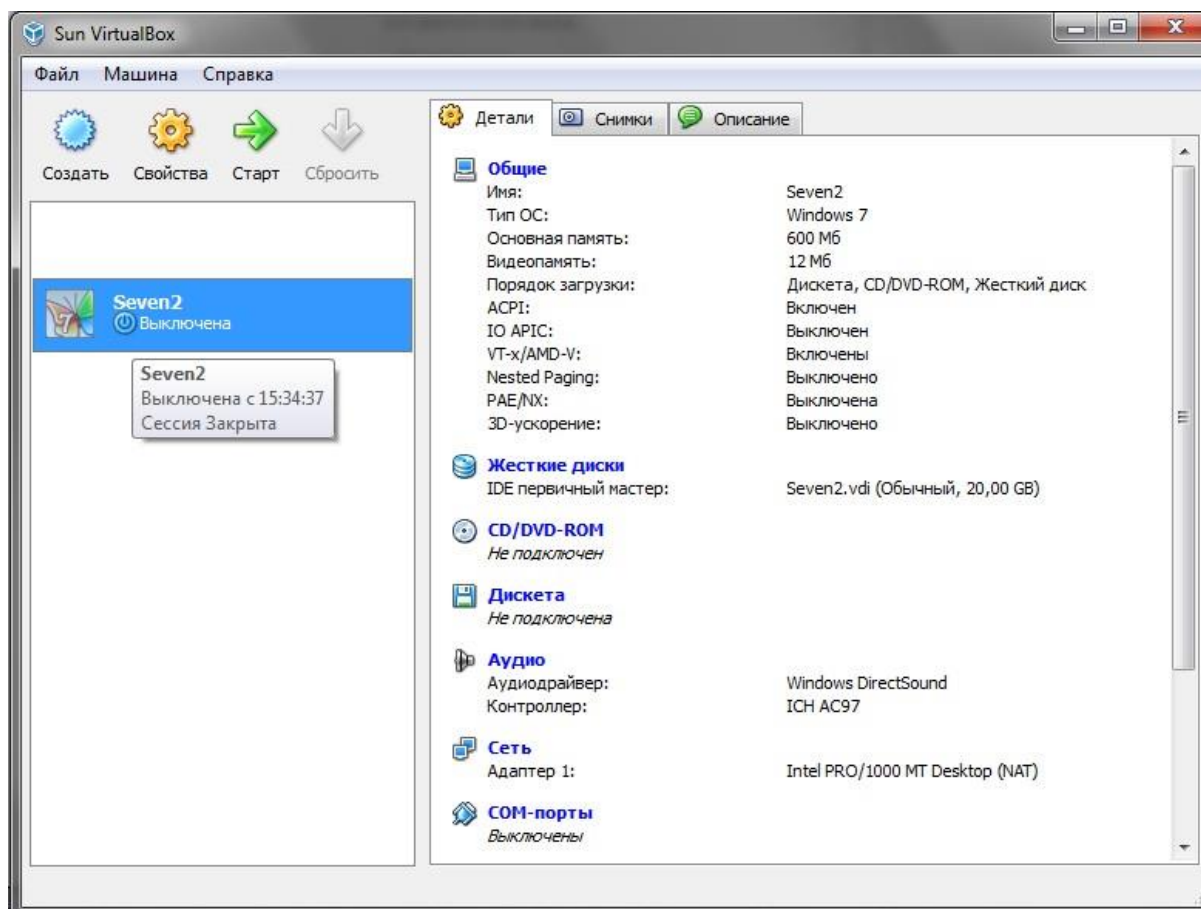 Sun VirtualBox
Файл Машина Справка
Создать Свойства Старт Сбросить
Seven2
Выключена
Seven2
Выключена с 15:34:37
Сессия Закрыта
Детали Снимки Описание
Общие
Имя: Seven2
Тип ОС: Windows 7
Основная память: 600 Мб
Видеопамять: 12 Мб
Порядок загрузки: Дискета, CD/DVD-ROM, Жесткий диск
ACPI: Включен
IO APIC: Выключен
VT-x/AMD-V: Включены
Nested Paging: Выключено
PAE/NX: Выключена
3D-ускорение: Выключено
Жесткие диски
IDE первичный мастер: Seven2.vdi (Обычный, 20,00 GB)
CD/DVD-ROM
Не подключен
Дискета
Не подключена
Аудио
Аудиодрайвер: Windows DirectSound
Контроллер: ICH AC97
Сеть
Адаптер 1: Intel PRO/1000 MT Desktop (NAT)
COM-порты
Выключены